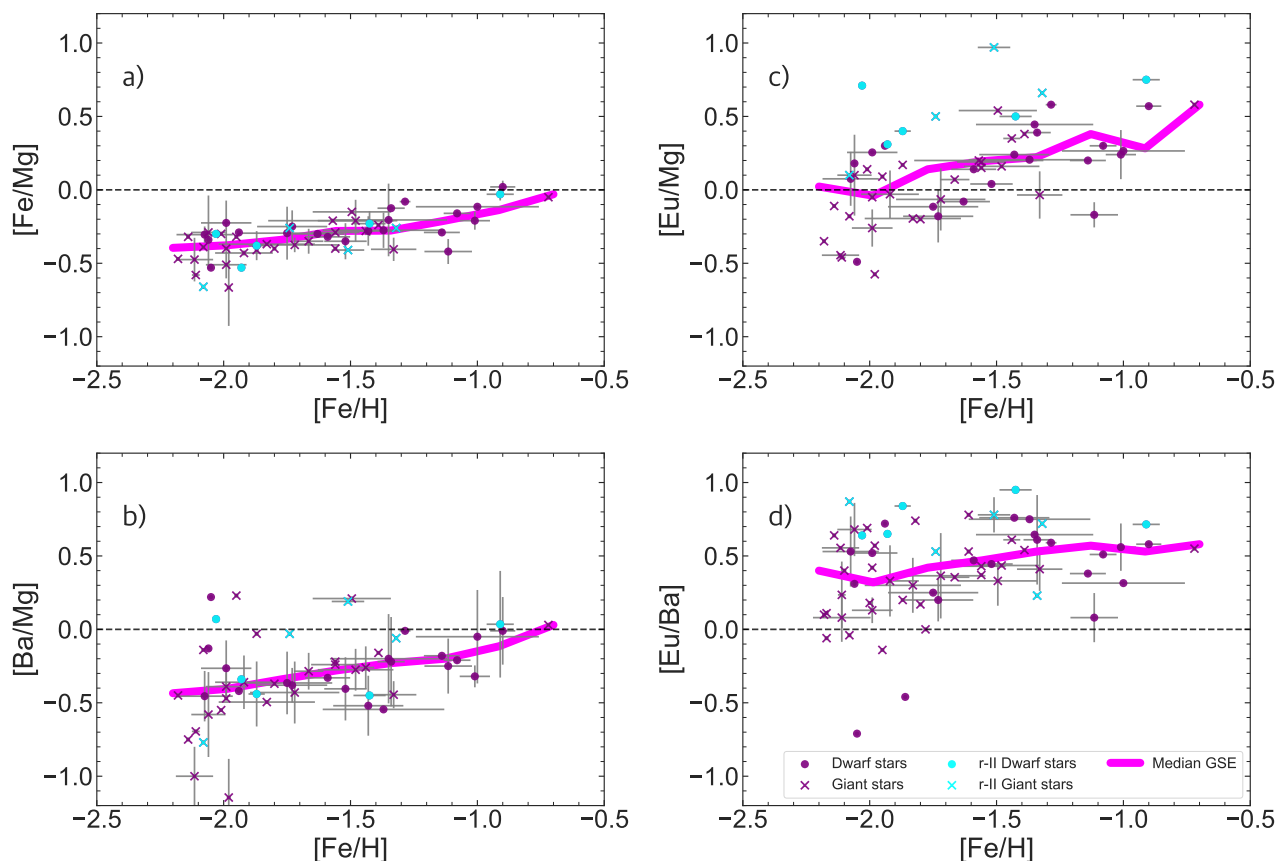 a)
[Fe/Mg]
1.0
0.5
0.0
−0.5
−1.0
−2.5 −2.0 −1.5 −1.0 −0.5
[Fe/H]
c)
[Eu/Mg]
1.0
0.5
0.0
−0.5
−1.0
−2.5 −2.0 −1.5 −1.0 −0.5
[Fe/H]
b)
[Ba/Mg]
1.0
0.5
0.0
−0.5
−1.0
−2.5 −2.0 −1.5 −1.0 −0.5
[Fe/H]
d)
[Eu/Ba]
1.0
0.5
0.0
−0.5
−1.0
Dwarf stars r-II Dwarf stars Median GSE
Giant stars r-II Giant stars
−2.5 −2.0 −1.5 −1.0 −0.5
[Fe/H]